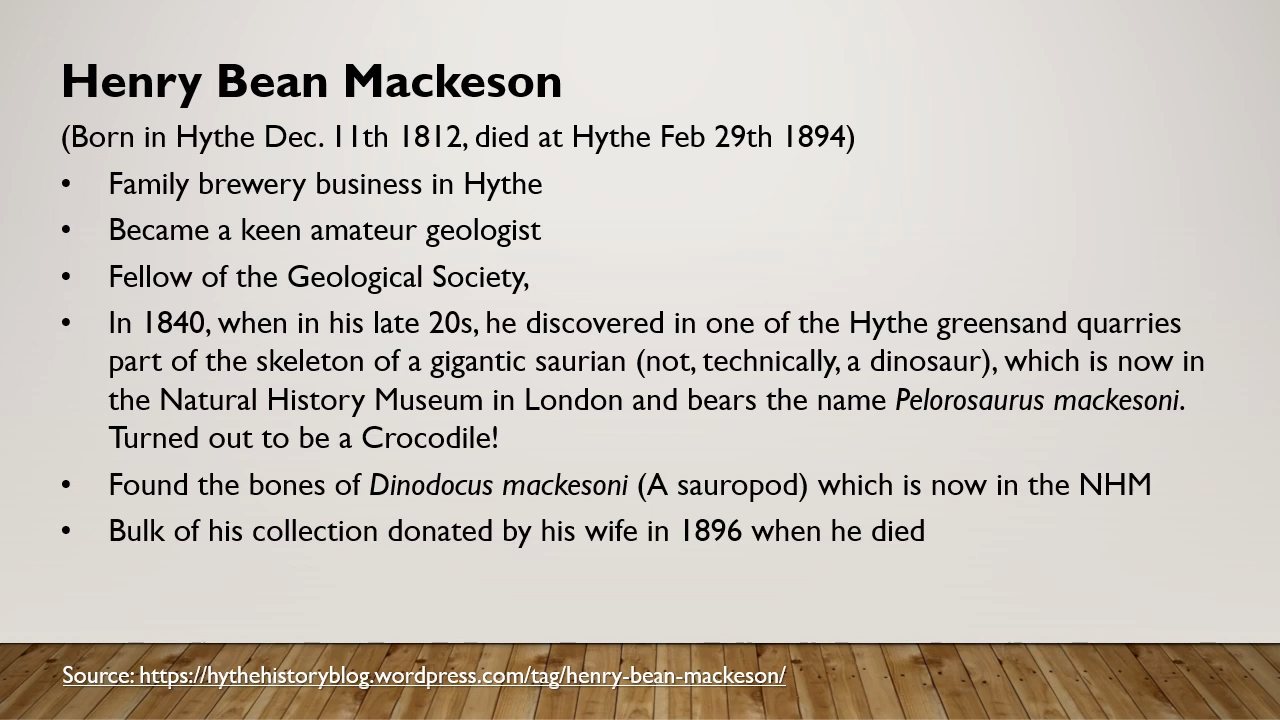 Henry Bean Mackeson
(Born in Hythe Dec. 11th 1812, died at Hythe Feb 29th 1894)
• Family brewery business in Hythe
• Became a keen amateur geologist
• Fellow of the Geological Society,
• In 1840, when in his late 20s, he discovered in one of the Hythe greensand quarries
part of the skeleton of a gigantic saurian (not, technically, a dinosaur), which is now in
the Natural History Museum in London and bears the name Pelorosaurus mackesoni.
Turned out to be a Crocodile!
• Found the bones of Dinodocus mackesoni (A sauropod) which is now in the NHM
• Bulk of his collection donated by his wife in 1896 when he died
Source: https://hythehistoryblog.wordpress.com/tag/henry-bean-mackeson/